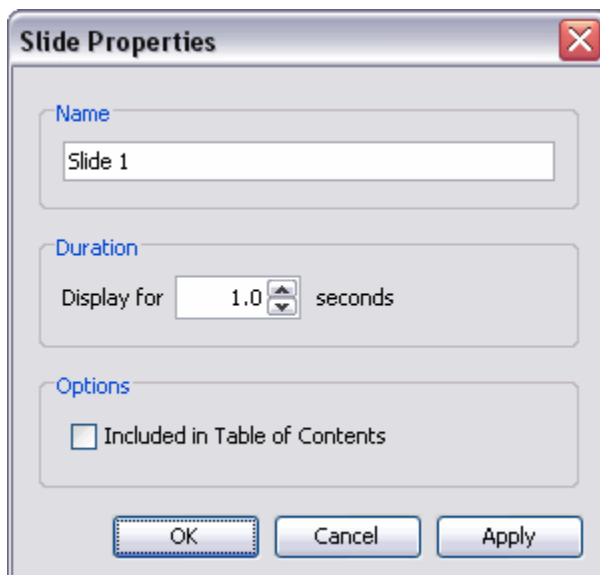 Slide Properties
Name
Slide 1
Duration
Display for 1.0 seconds
Options
Included in Table of Contents
OK Cancel Apply